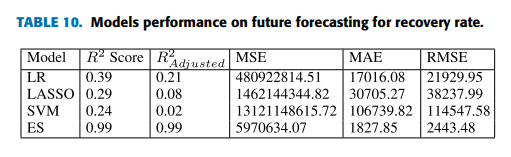 TABLE 10. Models performance on future forecasting for recovery rate.
Model R² Score R²Adjusted MSE MAE RMSE
LR 0.39 0.21 480922814.51 17016.08 21929.95
LASSO 0.29 0.08 1462144344.82 30705.27 38237.99
SVM 0.24 0.02 13121148615.72 106739.82 114547.58
ES 0.99 0.99 5970634.07 1827.85 2443.48